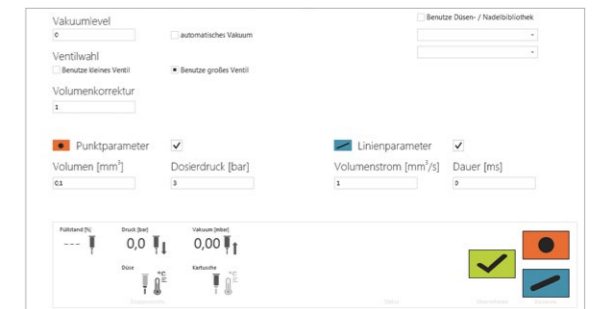 Vakuumlevel
0
automatisches Vakuum
Benutze Düsen- / Nadelbibliothek
Ventilwahl
Benutze kleines Ventil
Benutze großes Ventil
Volumenkorrektur
1
Punktparameter
Linienparameter
Volumen [mm³]
Dosierdruck [bar]
Volumenstrom [mm³/s]
Dauer [ms]
0,1
3
1
0
Füllstand [%]
Druck [bar]
Vakuum [mbar]
---
0,0
0,00
Düse
Kartusche
°C
°C
Status